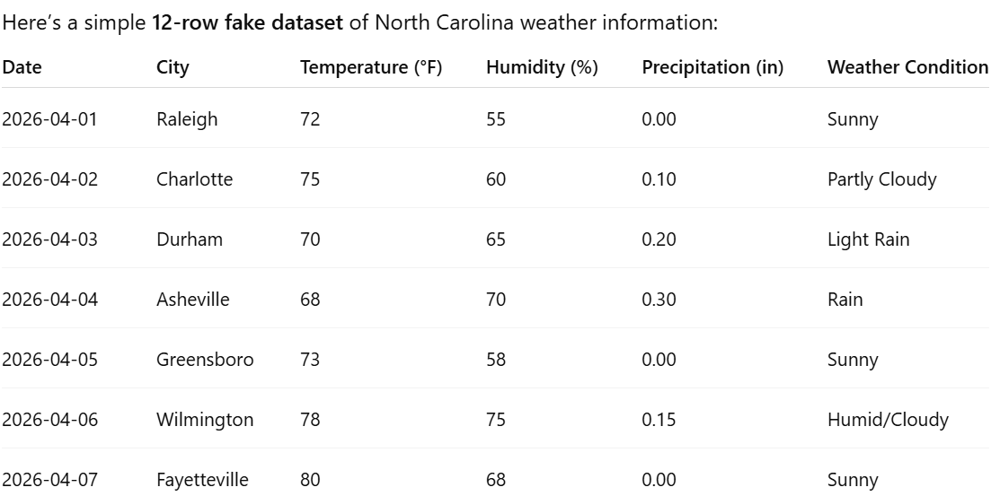 Here’s a simple 12-row fake dataset of North Carolina weather information:
Date City Temperature (°F) Humidity (%) Precipitation (in) Weather Condition
2026-04-01 Raleigh 72 55 0.00 Sunny
2026-04-02 Charlotte 75 60 0.10 Partly Cloudy
2026-04-03 Durham 70 65 0.20 Light Rain
2026-04-04 Asheville 68 70 0.30 Rain
2026-04-05 Greensboro 73 58 0.00 Sunny
2026-04-06 Wilmington 78 75 0.15 Humid/Cloudy
2026-04-07 Fayetteville 80 68 0.00 Sunny